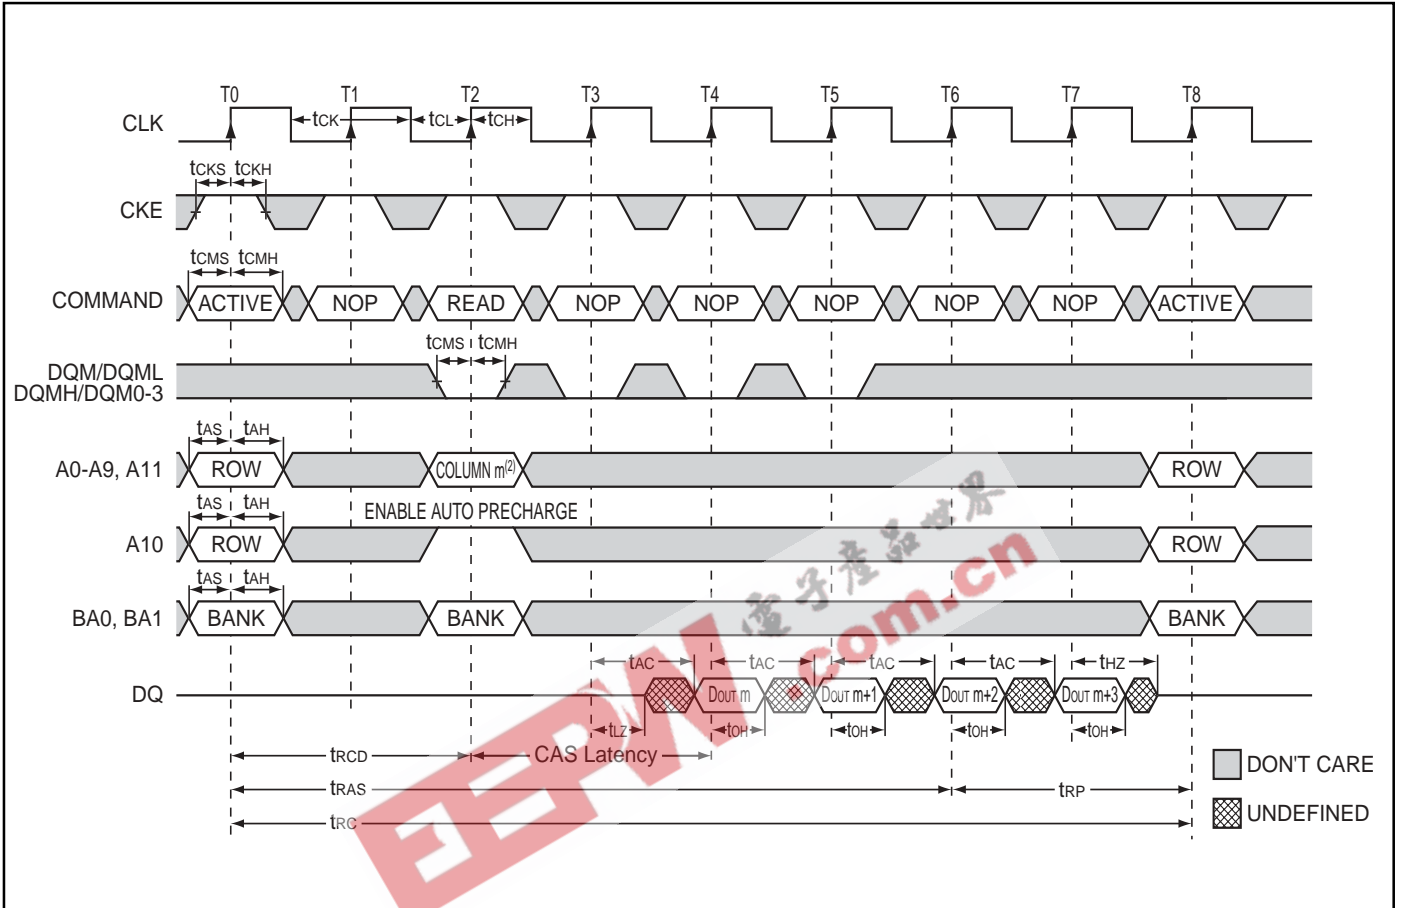 T0 T1 T2 T3 T4 T5 T6 T7 T8
CLK tCK tCL tCH
tCKS tCKH
CKE
tCMS tCMH
COMMAND ACTIVE NOP READ NOP NOP NOP NOP NOP ACTIVE
tCMS tCMH
DQM/DQML
DQMH/DQM0-3
tAS tAH
A0-A9, A11 ROW COLUMN m(2) ROW
tAS tAH ENABLE AUTO PRECHARGE
A10 ROW ROW
tAS tAH
BA0, BA1 BANK BANK BANK
tAC tAC tAC tAC tHZ
DQ DOUT m DOUT m+1 DOUT m+2 DOUT m+3
tLZ tOH tOH tOH tOH
tRCD CAS Latency
DON'T CARE
tRAS tRP
UNDEFINED
tRC
EEPW
電子產品世界
.com.cn